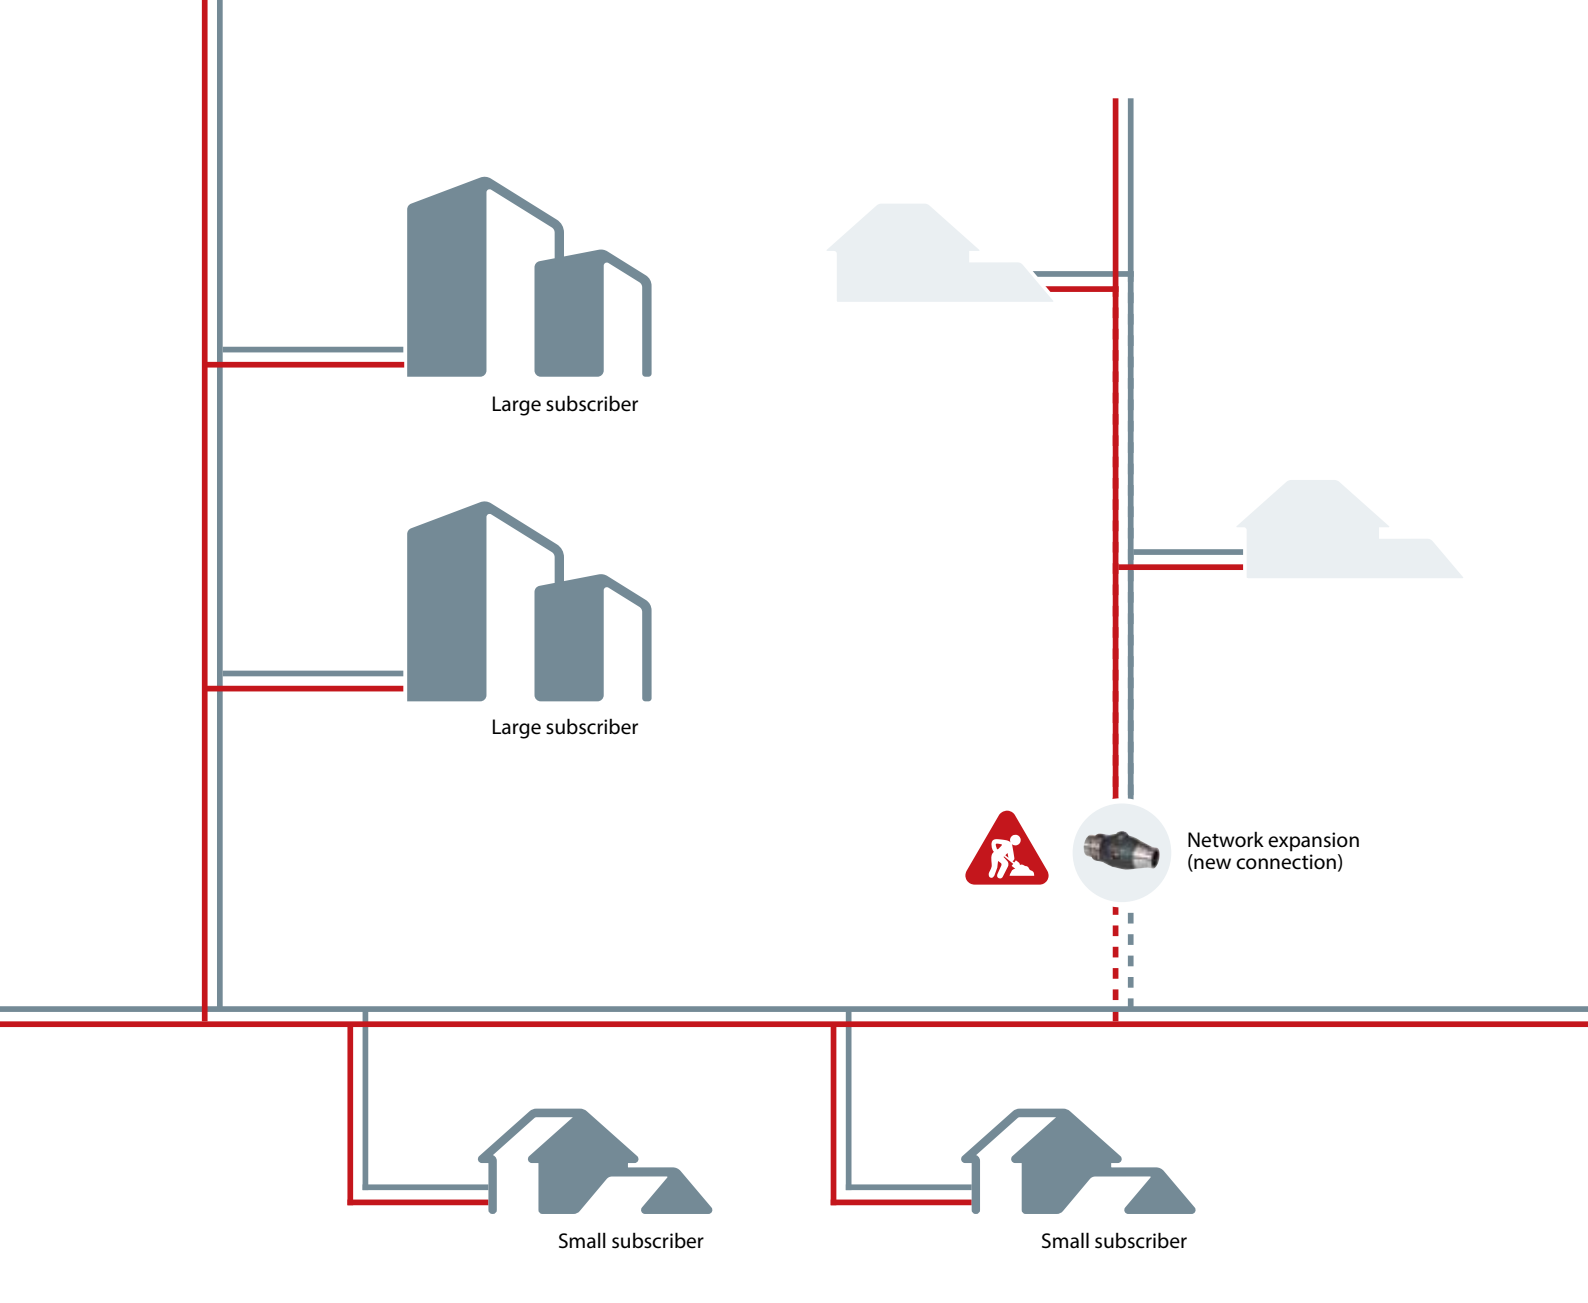 Large subscriber
Large subscriber
Network expansion
(new connection)
Small subscriber
Small subscriber